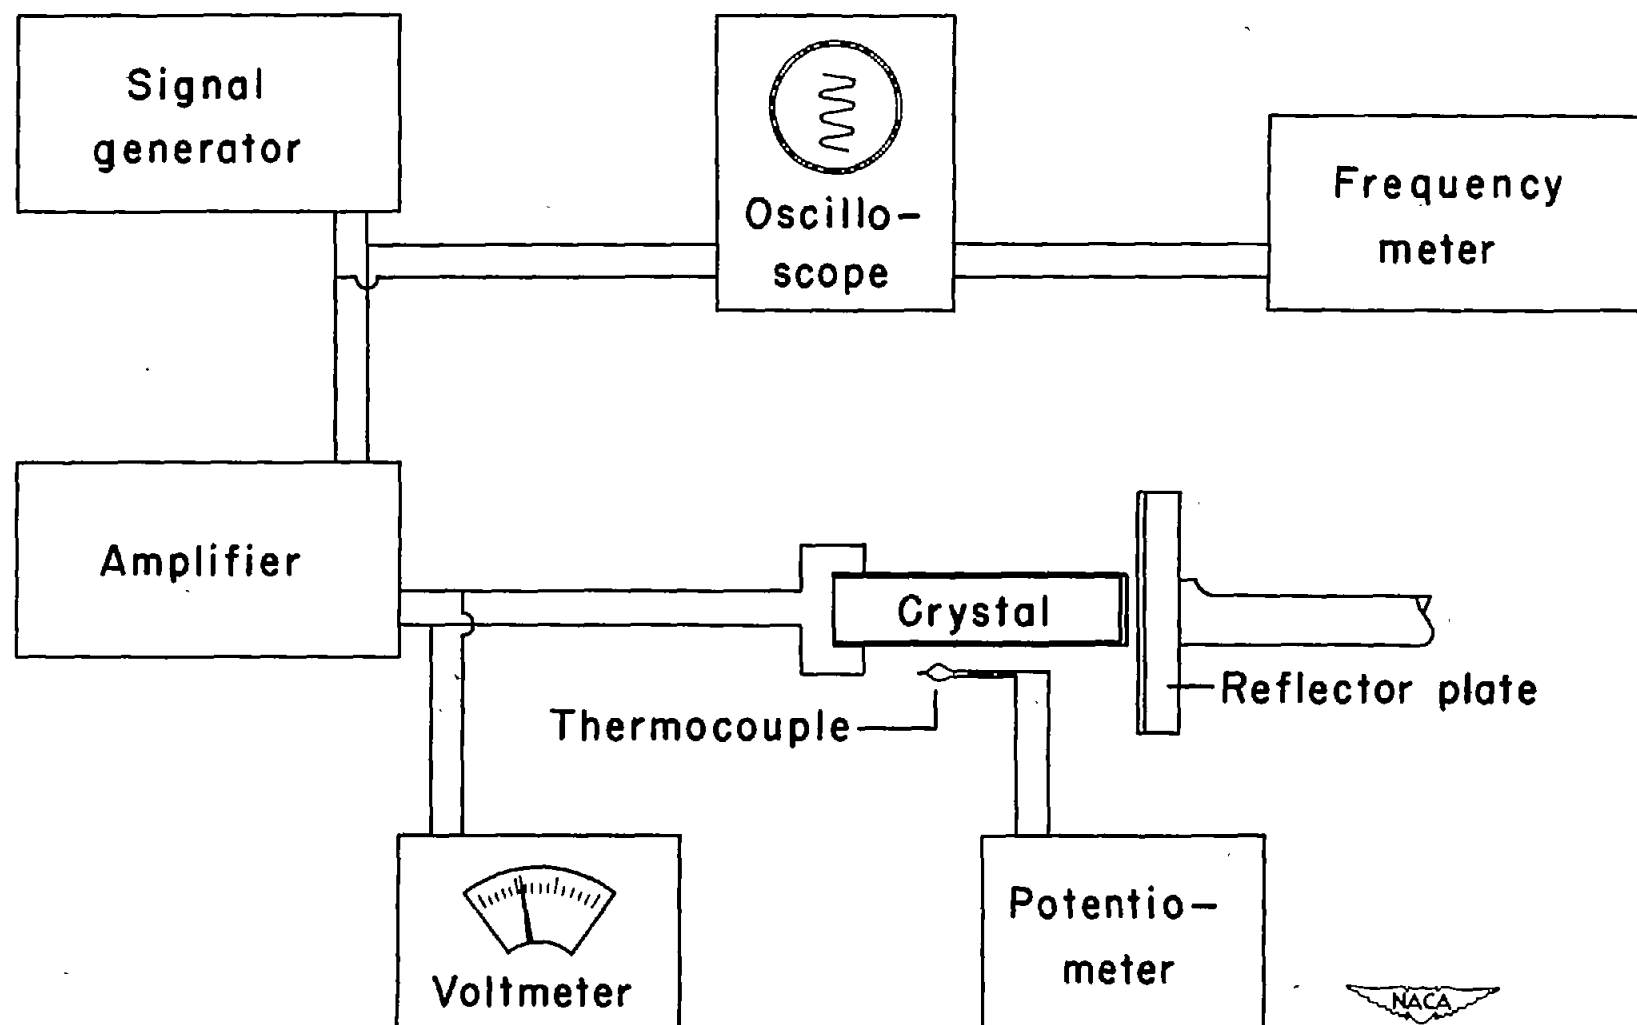 Signal
generator
Oscillo-
scope
Frequency
meter
Amplifier
Crystal
Reflector plate
Thermocouple
Voltmeter
Potentio-
meter
NACA